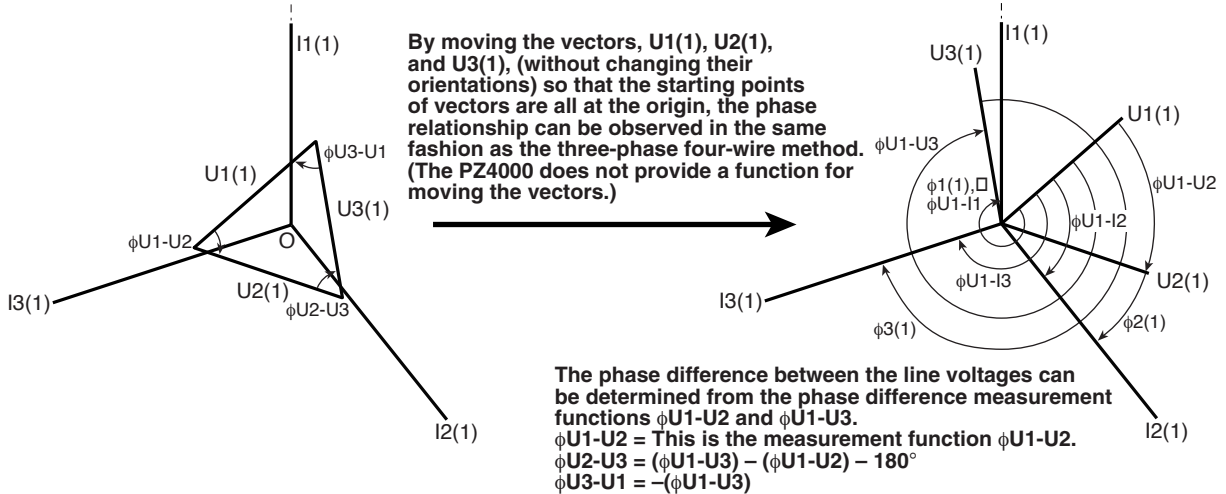 I1(1)
φU3-U1
U1(1)
U3(1)
φU1-U2
O
U2(1)
φU2-U3
I3(1)
I2(1)
By moving the vectors, U1(1), U2(1),
and U3(1), (without changing their
orientations) so that the starting points
of vectors are all at the origin, the phase
relationship can be observed in the same
fashion as the three-phase four-wire method.
(The PZ4000 does not provide a function for
moving the vectors.)
I1(1)
U3(1)
U1(1)
φU1-U3
φ1(1),□
φU1-I1
φU1-U2
φU1-I2
φU1-I3
U2(1)
I3(1)
φ3(1)
φ2(1)
I2(1)
The phase difference between the line voltages can
be determined from the phase difference measurement
functions φU1-U2 and φU1-U3.
φU1-U2 = This is the measurement function φU1-U2.
φU2-U3 = (φU1-U3) – (φU1-U2) – 180°
φU3-U1 = –(φU1-U3)